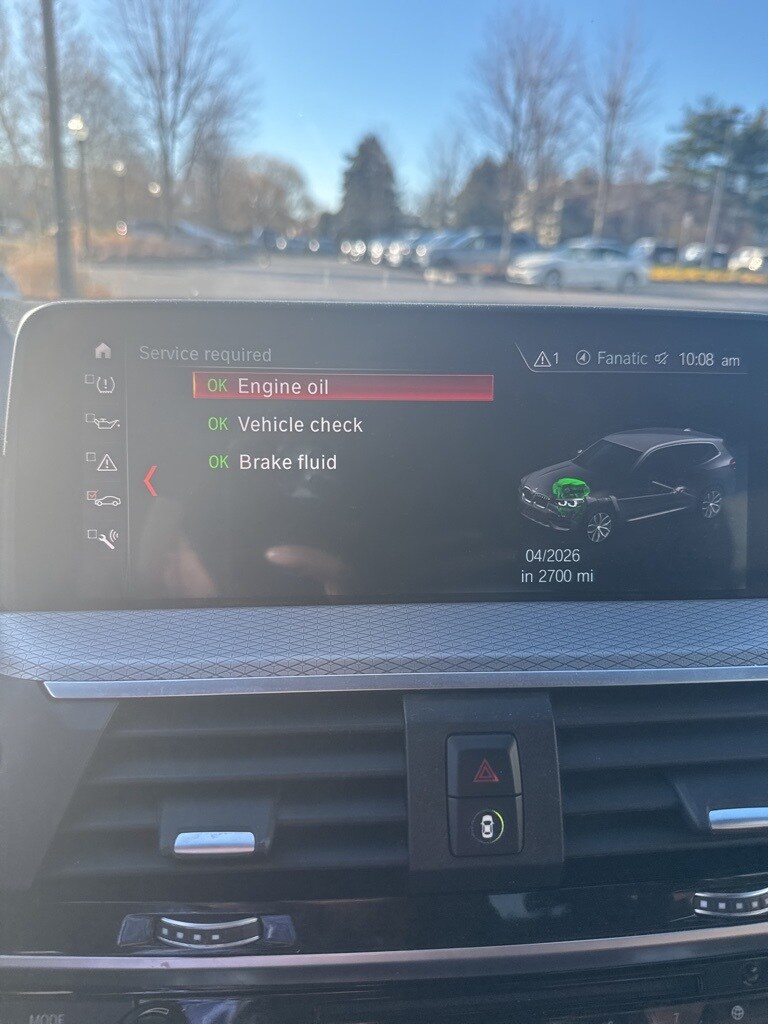 Service required
1 Fanatic 10:08 am
OK Engine oil
OK Vehicle check
OK Brake fluid
04/2026
in 2700 mi
MODE